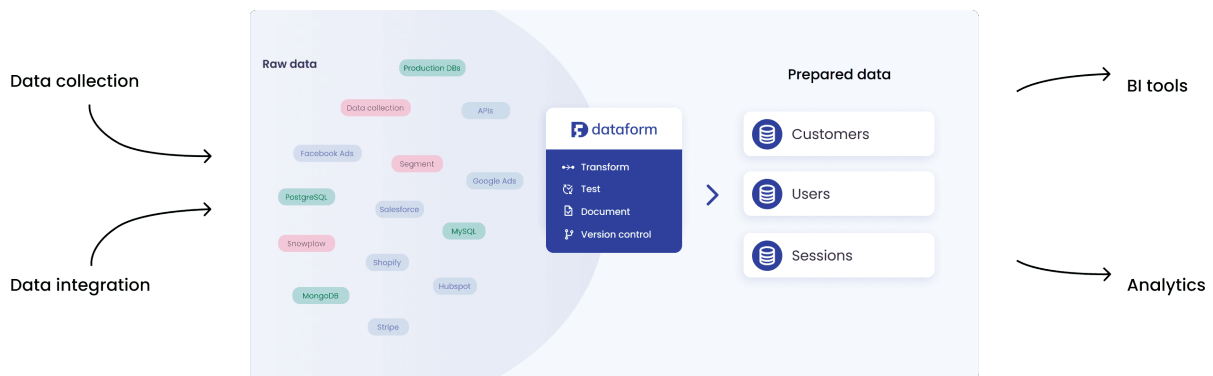 Data collection
Data integration
Raw data
Production DBs
Data collection
APIs
Facebook Ads
Segment
Google Ads
PostgreSQL
Salesforce
MySQL
Snowplow
Shopify
Hubspot
MongoDB
Stripe
dataform
Transform
Test
Document
Version control
Prepared data
Customers
Users
Sessions
BI tools
Analytics